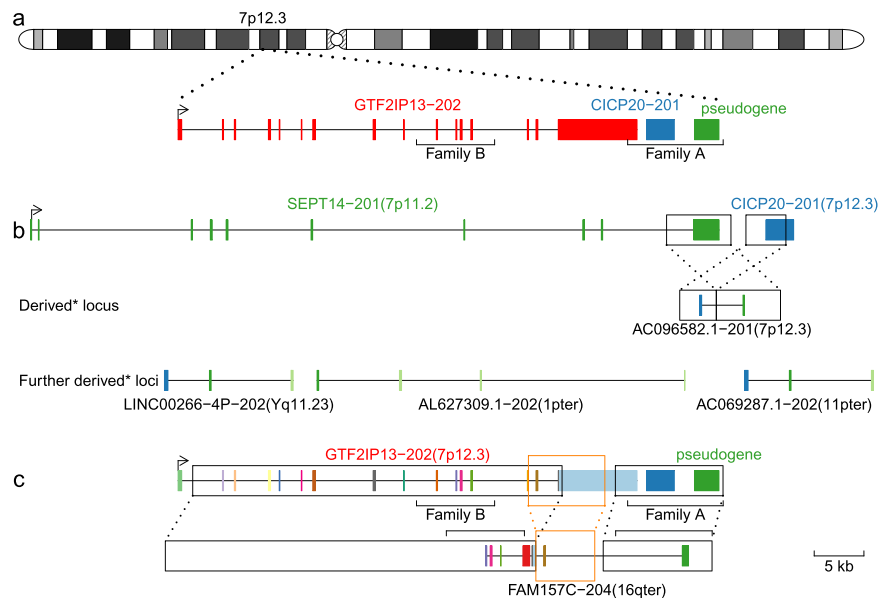 a
7p12.3
GTF2IP13−202
CICP20−201
pseudogene
Family B
Family A
b
SEPT14−201(7p11.2)
CICP20−201(7p12.3)
Derived* locus
AC096582.1−201(7p12.3)
Further derived* loci
LINC00266−4P−202(Yq11.23)
AL627309.1−202(1pter)
AC069287.1−202(11pter)
c
GTF2IP13−202(7p12.3)
pseudogene
Family B
Family A
5 kb
FAM157C−204(16qter)